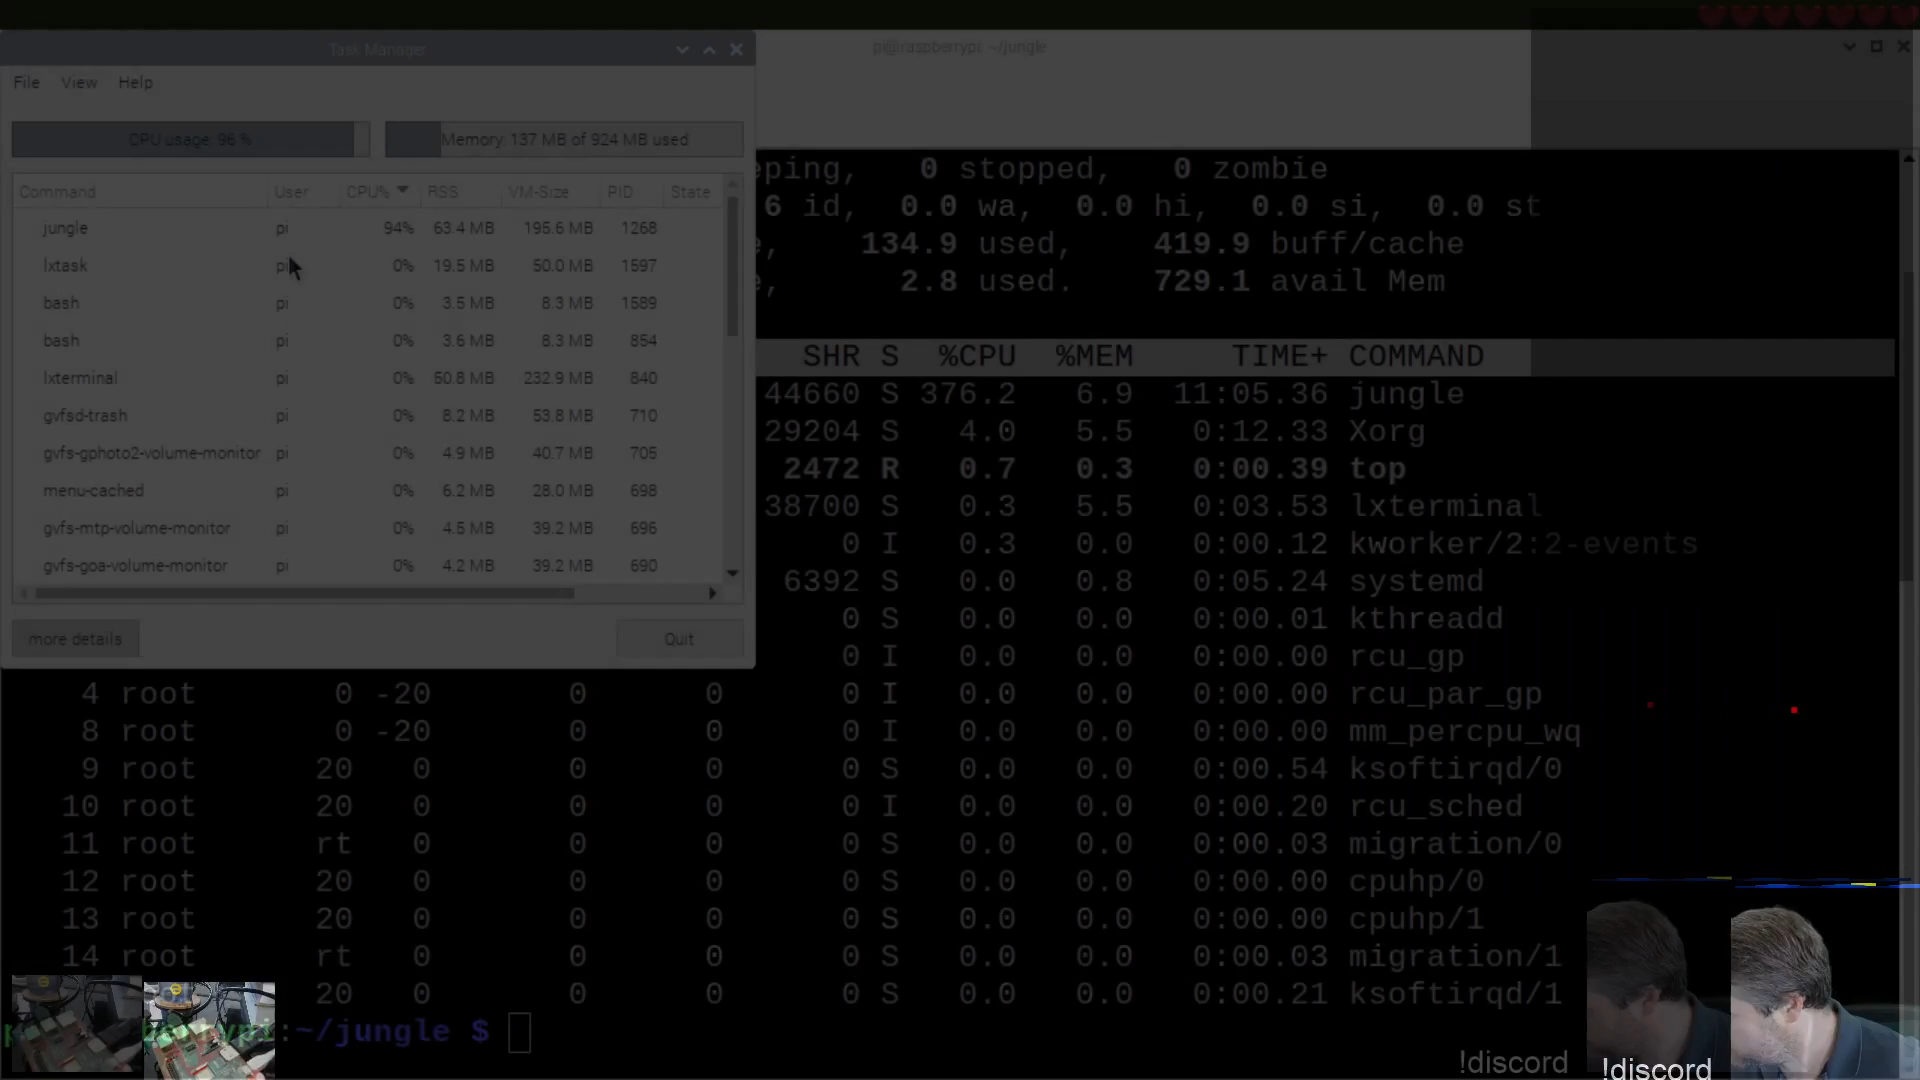 Task Manager
pi@raspberrypi: ~/jungle
File View Help
CPU usage: 96 % Memory: 137 MB of 924 MB used
Command User CPU% RSS VM-Size PID State
jungle pi 94% 63.4 MB 195.6 MB 1268
lxtask pi 0% 19.5 MB 50.0 MB 1597
bash pi 0% 3.5 MB 8.3 MB 1589
bash pi 0% 3.6 MB 8.3 MB 854
lxterminal pi 0% 50.8 MB 232.9 MB 840
gvfsd-trash pi 0% 8.2 MB 53.8 MB 710
gvfs-gphoto2-volume-monitor pi 0% 4.9 MB 40.7 MB 705
menu-cached pi 0% 6.2 MB 28.0 MB 698
gvfs-mtp-volume-monitor pi 0% 4.5 MB 39.2 MB 696
gvfs-goa-volume-monitor pi 0% 4.2 MB 39.2 MB 690
more details Quit
eping, 0 stopped, 0 zombie
6 id, 0.0 wa, 0.0 hi, 0.0 si, 0.0 st
, 134.9 used, 419.9 buff/cache
, 2.8 used. 729.1 avail Mem
SHR S %CPU %MEM TIME+ COMMAND
44660 S 376.2 6.9 11:05.36 jungle
29204 S 4.0 5.5 0:12.33 Xorg
2472 R 0.7 0.3 0:00.39 top
38700 S 0.3 5.5 0:03.53 lxterminal
0 I 0.3 0.0 0:00.12 kworker/2:2-events
6392 S 0.0 0.8 0:05.24 systemd
0 S 0.0 0.0 0:00.01 kthreadd
0 I 0.0 0.0 0:00.00 rcu_gp
4 root 0 -20 0 0 0 I 0.0 0.0 0:00.00 rcu_par_gp
8 root 0 -20 0 0 0 I 0.0 0.0 0:00.00 mm_percpu_wq
9 root 20 0 0 0 0 S 0.0 0.0 0:00.54 ksoftirqd/0
10 root 20 0 0 0 0 I 0.0 0.0 0:00.20 rcu_sched
11 root rt 0 0 0 0 S 0.0 0.0 0:00.03 migration/0
12 root 20 0 0 0 0 S 0.0 0.0 0:00.00 cpuhp/0
13 root 20 0 0 0 0 S 0.0 0.0 0:00.00 cpuhp/1
14 root rt 0 0 0 0 S 0.0 0.0 0:00.03 migration/1
20 0 0 0 0 S 0.0 0.0 0:00.21 ksoftirqd/1
:~/jungle $
!discord
!discord